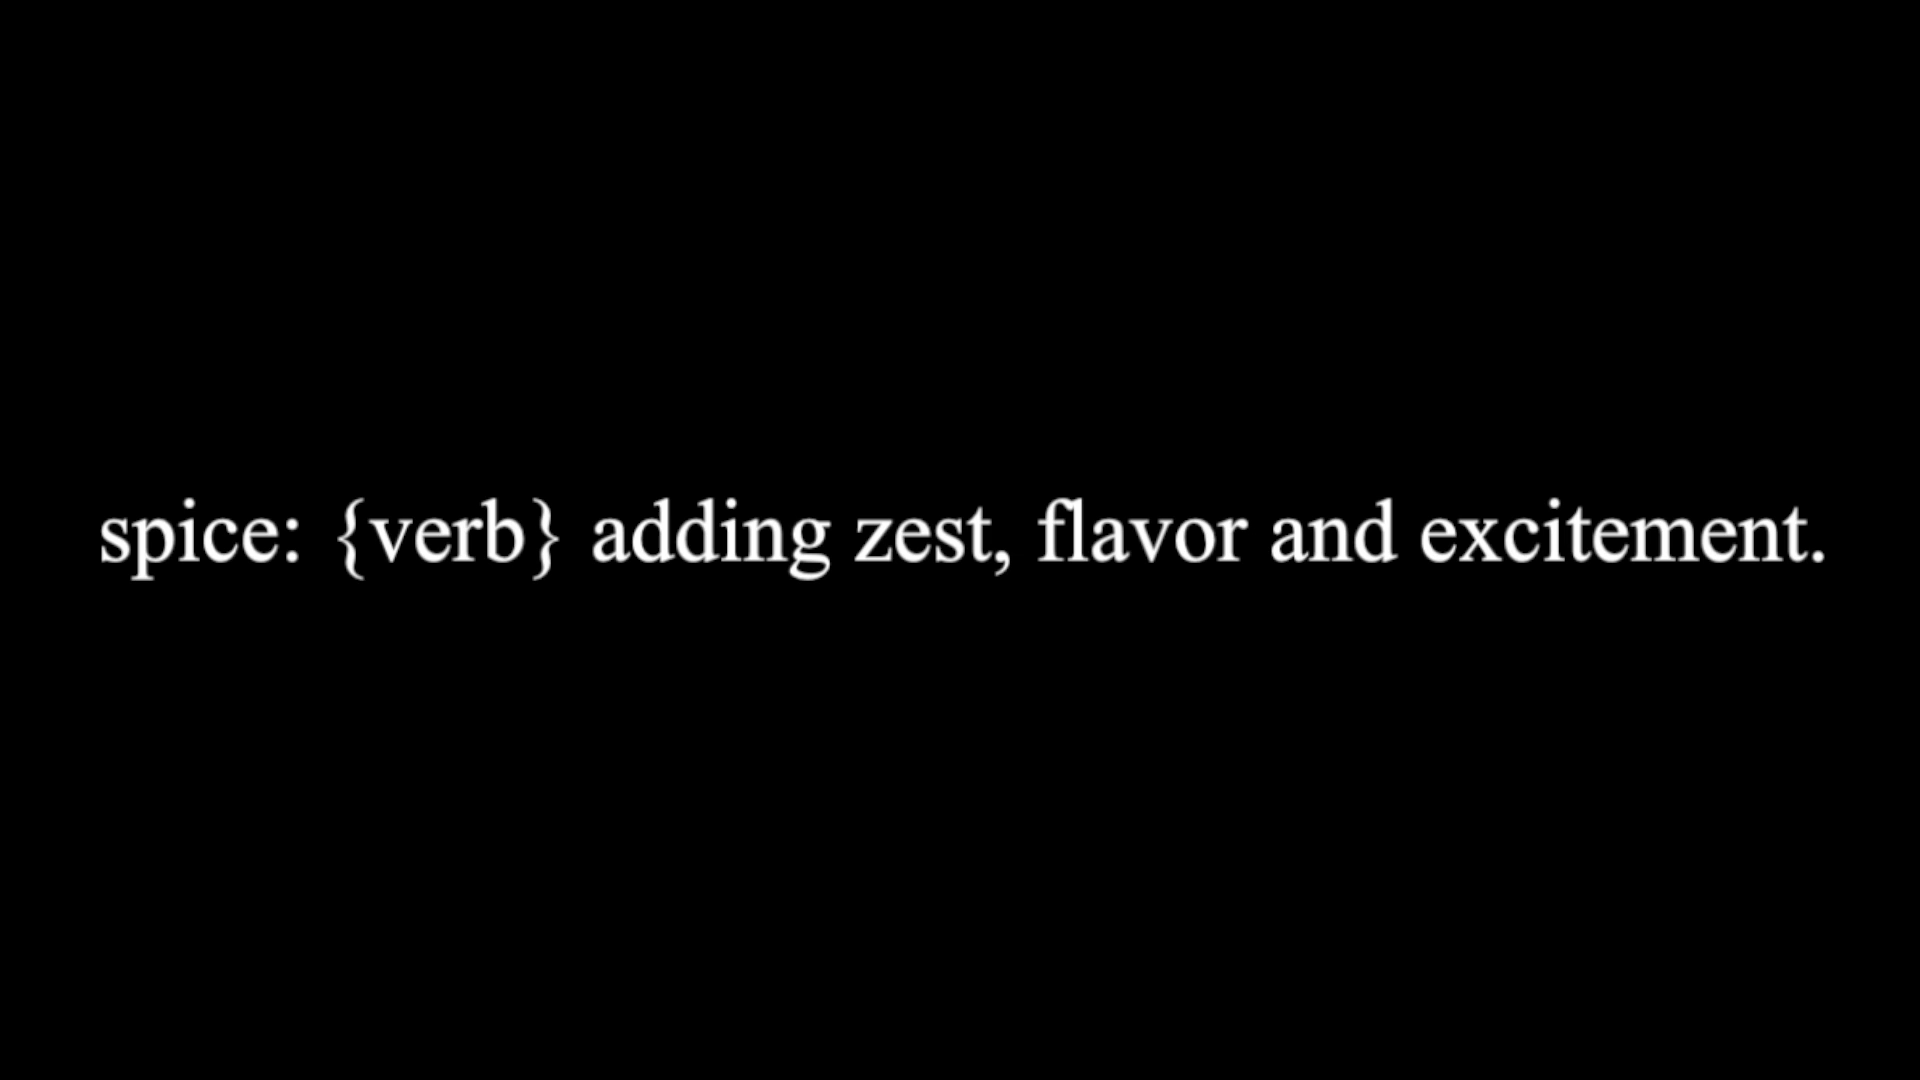 spice: {verb} adding zest, flavor and excitement.